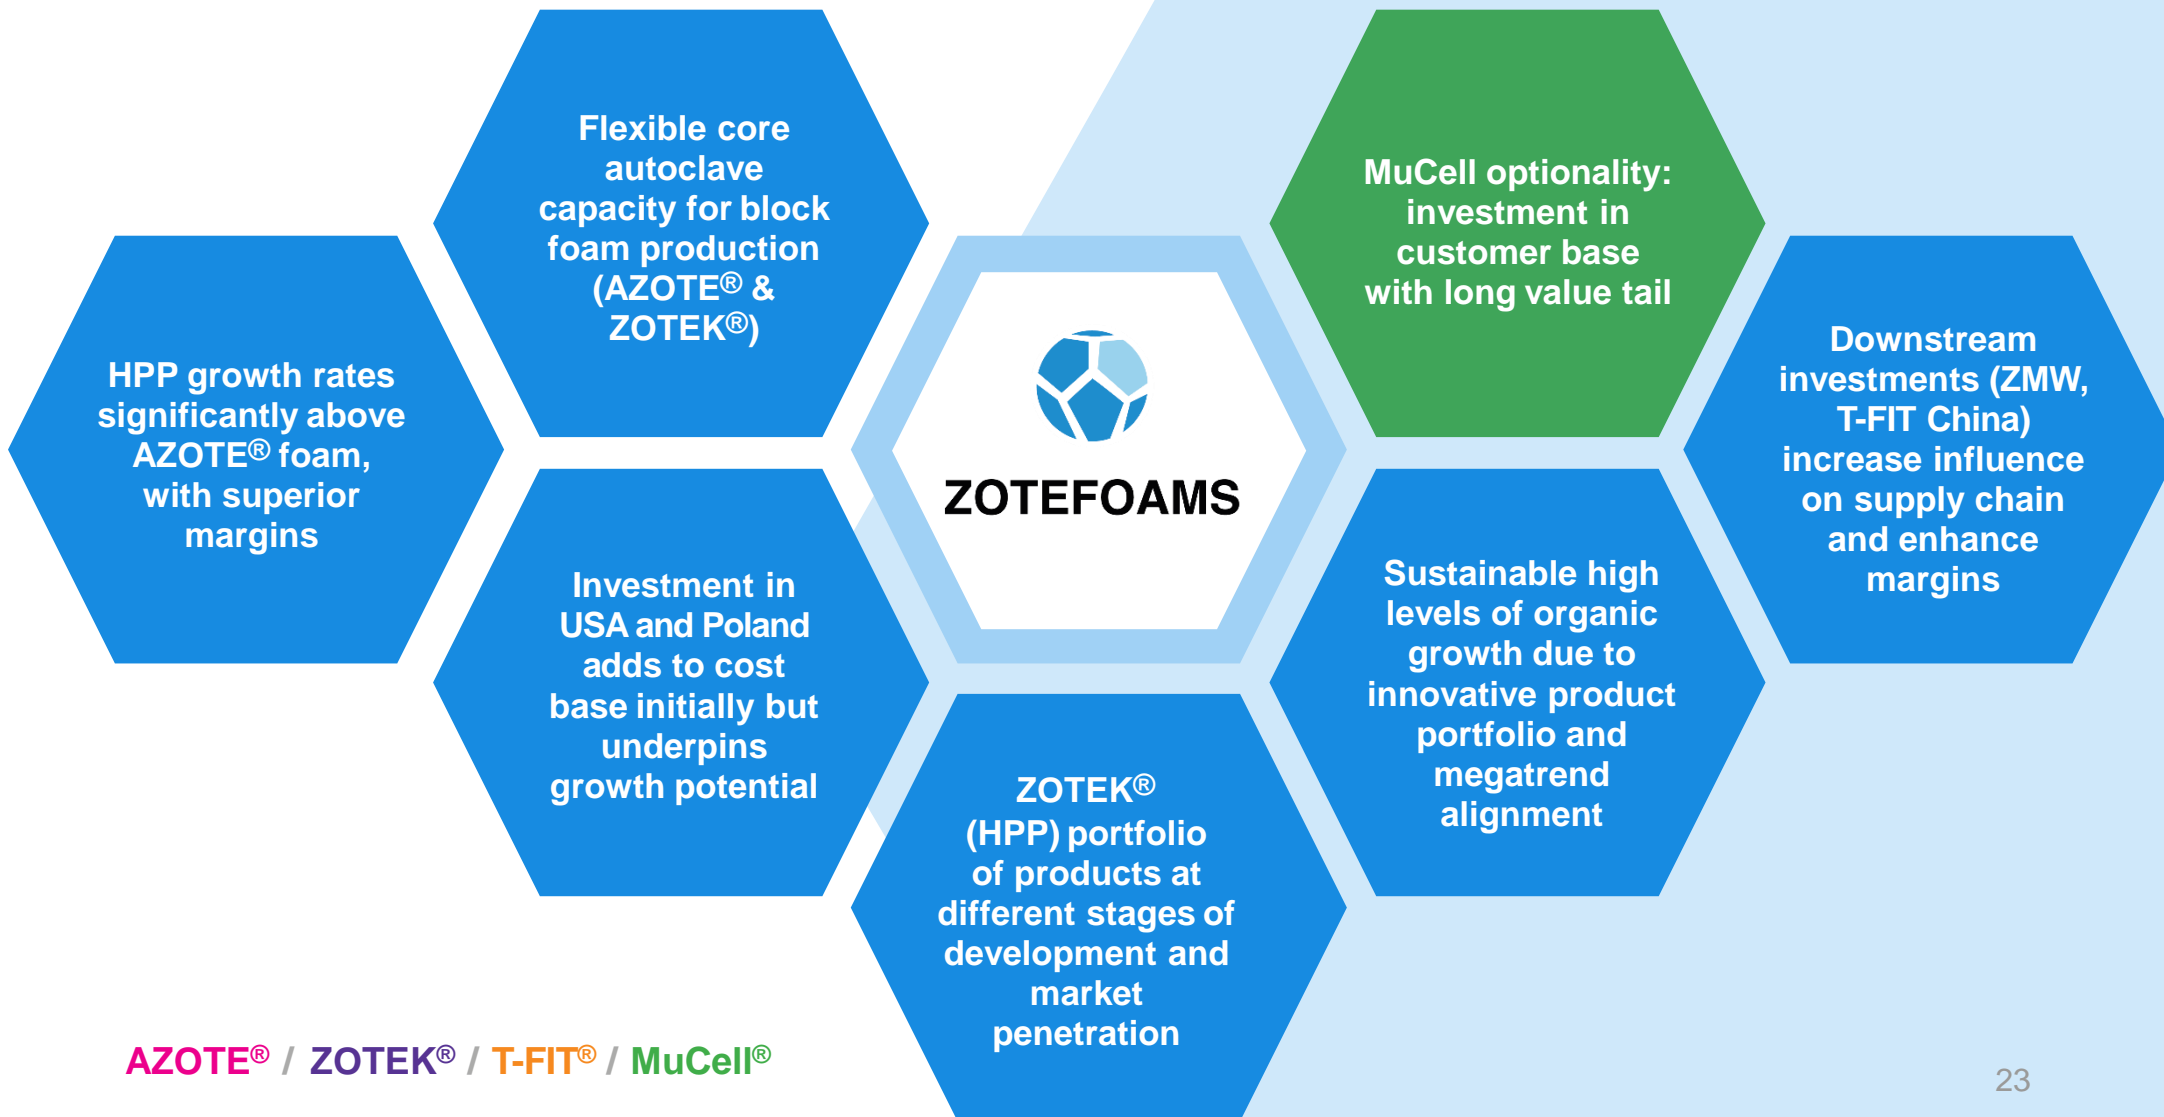 Flexible core
autoclave
capacity for block
foam production
(AZOTE® &
ZOTEK®)
MuCell optionality:
investment in
customer base
with long value tail
HPP growth rates
significantly above
AZOTE® foam,
with superior
margins
ZOTEFOAMS
Downstream
investments (ZMW,
T-FIT China)
increase influence
on supply chain
and enhance
margins
Investment in
USA and Poland
adds to cost
base initially but
underpins
growth potential
Sustainable high
levels of organic
growth due to
innovative product
portfolio and
megatrend
alignment
ZOTEK®
(HPP) portfolio
of products at
different stages of
development and
market
penetration
AZOTE® / ZOTEK® / T-FIT® / MuCell®
23